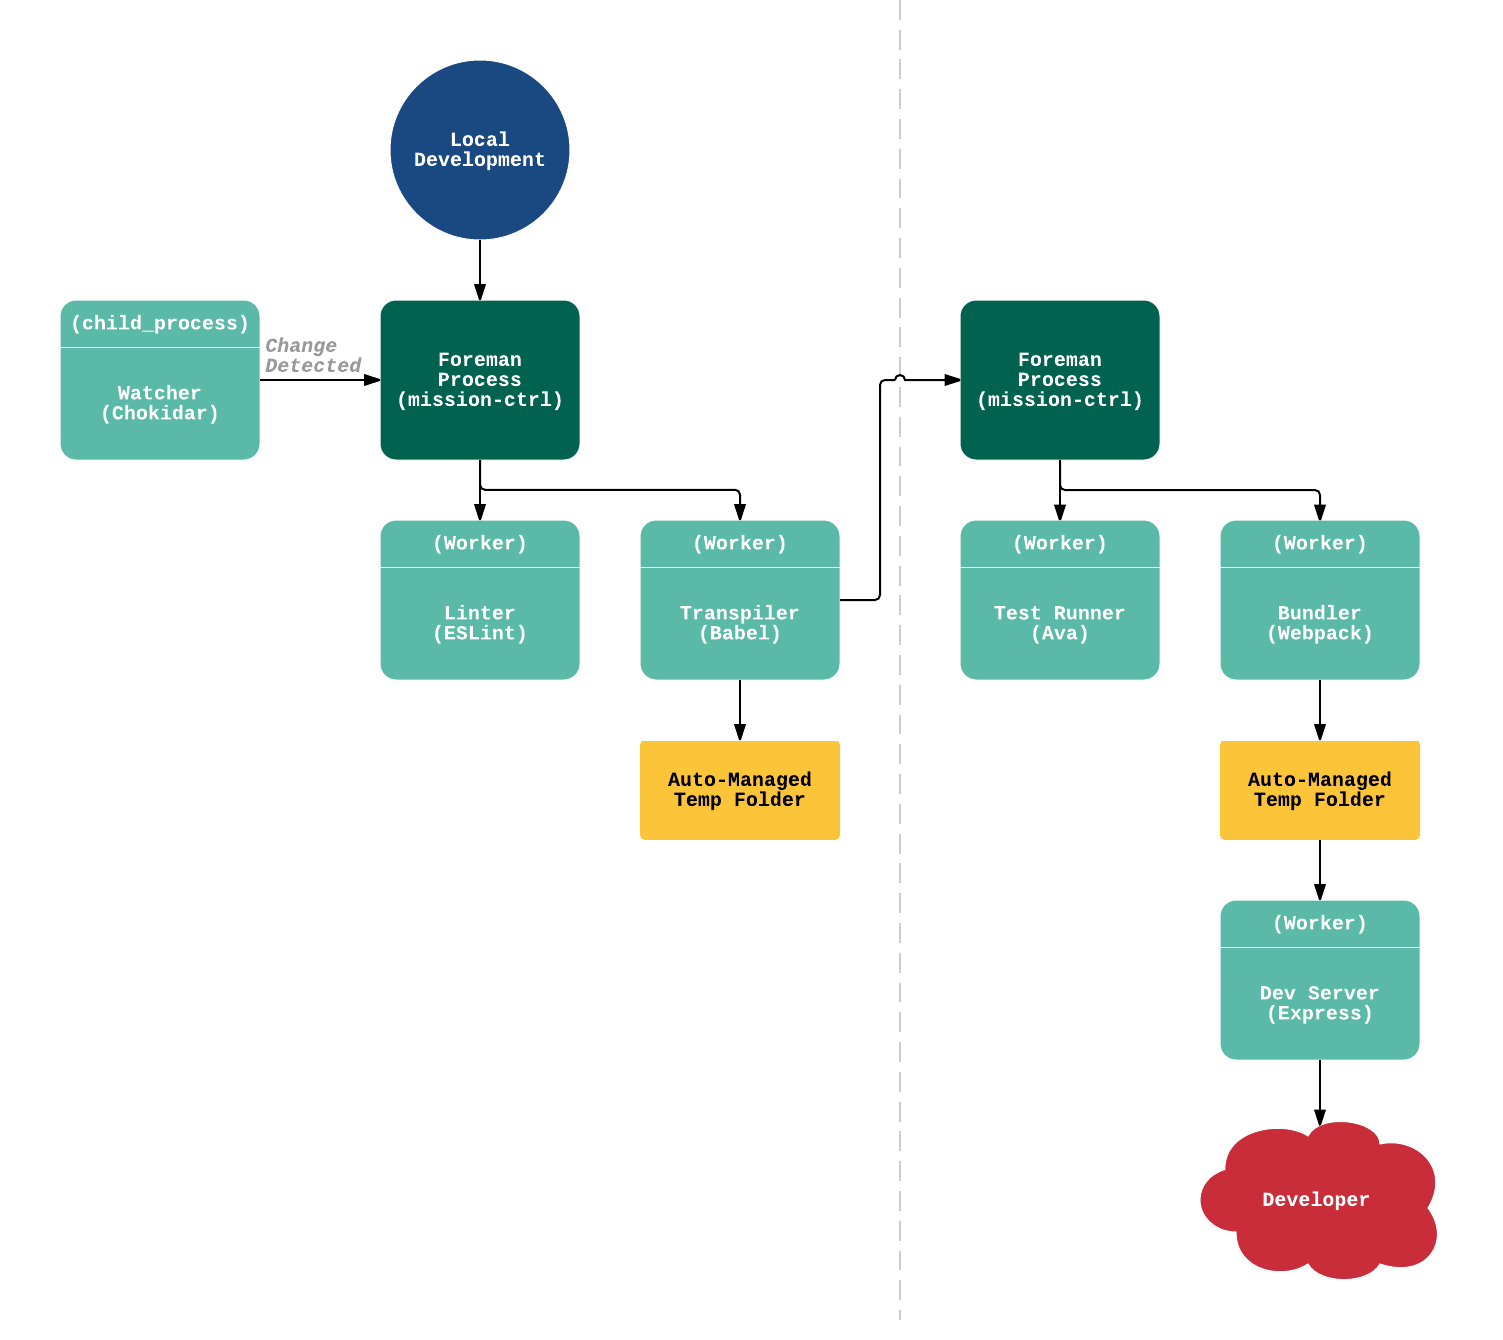 Local
Development
(child_process)
Watcher
(Chokidar)
Change
Detected
Foreman
Process
(mission-ctrl)
Foreman
Process
(mission-ctrl)
(Worker)
Linter
(ESLint)
(Worker)
Transpiler
(Babel)
(Worker)
Test Runner
(Ava)
(Worker)
Bundler
(Webpack)
Auto-Managed
Temp Folder
Auto-Managed
Temp Folder
(Worker)
Dev Server
(Express)
Developer